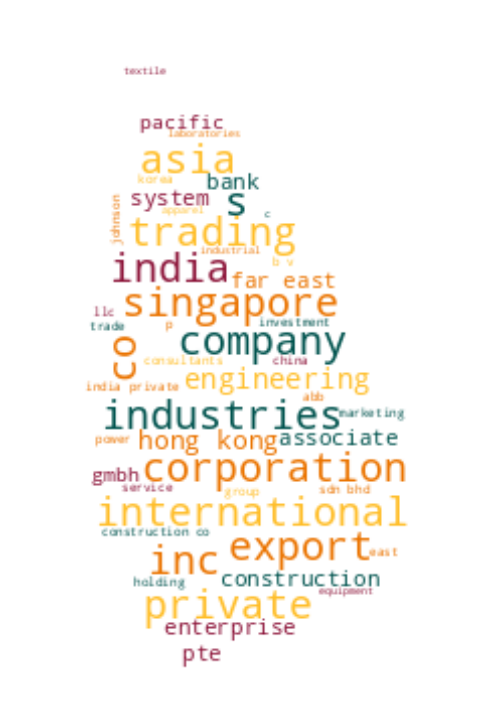 textile
pacific
laboratories
asia
korea
bank
system
s
johnson
apparel
c
trading
industrial
b v
india
far east
singapore
llc
trade
p
investment
co
company
consultants
china
engineering
india private
abb
industries
marketing
power
hong kong
associate
corporation
gmbh
service
group
sdn bhd
international
construction co
export
east
inc
holding
construction
equipment
private
enterprise
pte